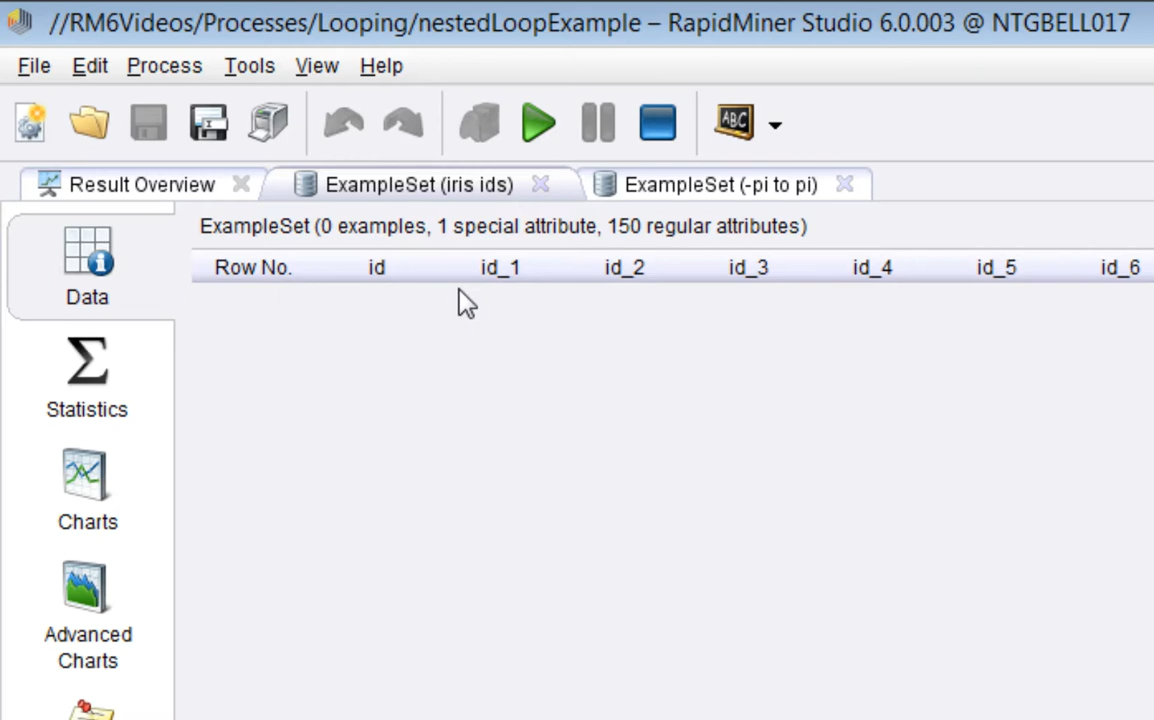 //RM6Videos/Processes/Looping/nestedLoopExample – RapidMiner Studio 6.0.003 @ NTGBELL017
File Edit Process Tools View Help
ABC
Result Overview ExampleSet (iris ids) ExampleSet (-pi to pi)
ExampleSet (0 examples, 1 special attribute, 150 regular attributes)
Row No. id id_1 id_2 id_3 id_4 id_5 id_6
Data
Statistics
Charts
Advanced
Charts